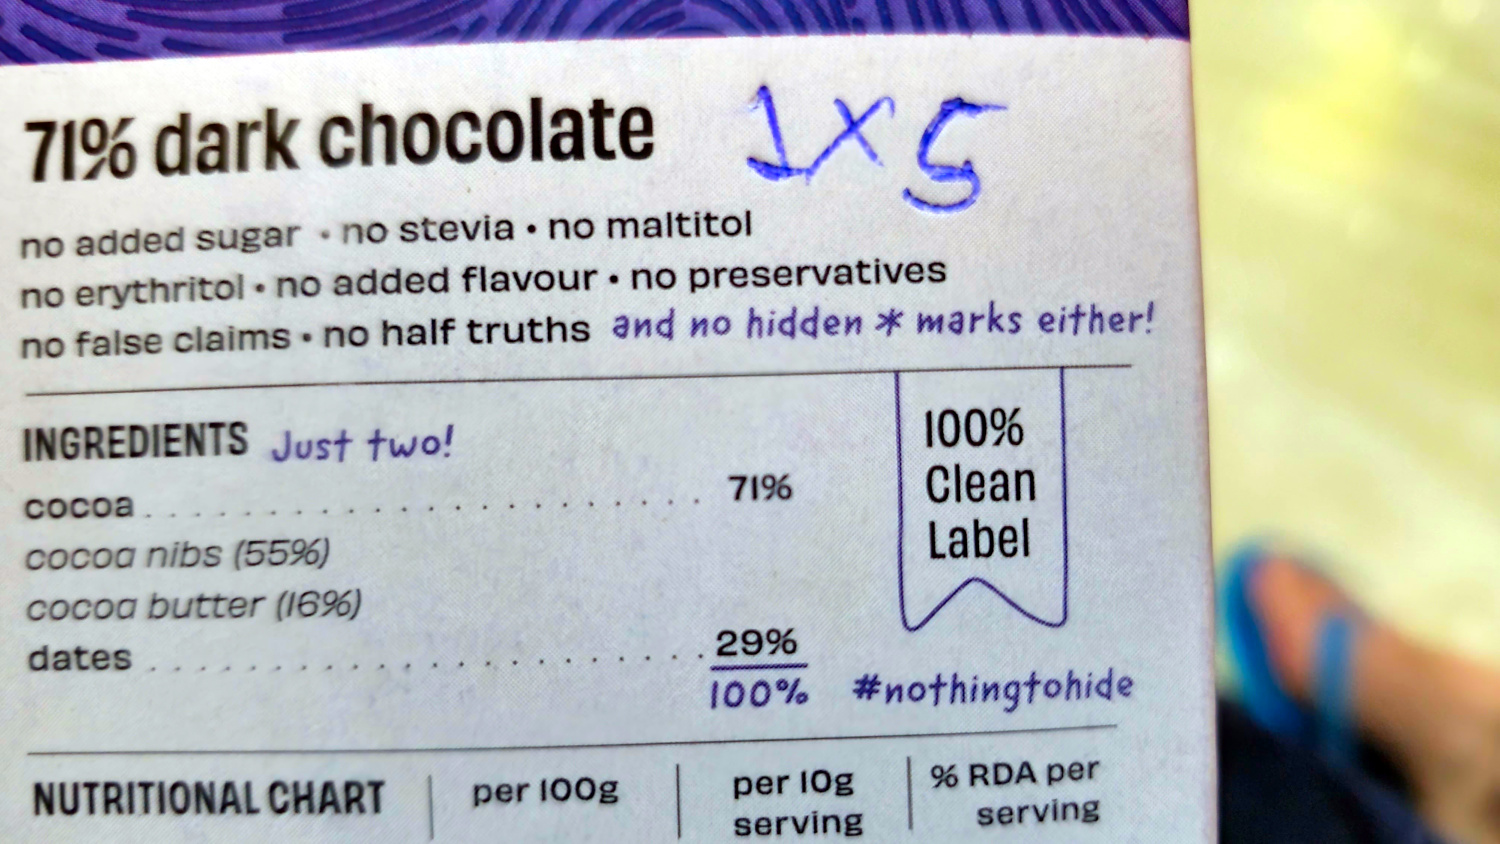 71% dark chocolate 1x5
no added sugar • no stevia • no maltitol
no erythritol • no added flavour • no preservatives
no false claims • no half truths and no hidden * marks either!
INGREDIENTS Just two!
cocoa . . . . . . . . . . . . . . . . . . . . . . 71%
cocoa nibs (55%)
cocoa butter (16%)
dates . . . . . . . . . . . . . . . . . . . . . . 29%
100%
100%
Clean
Label
#nothingtohide
NUTRITIONAL CHART | per 100g | per 10g serving | % RDA per serving